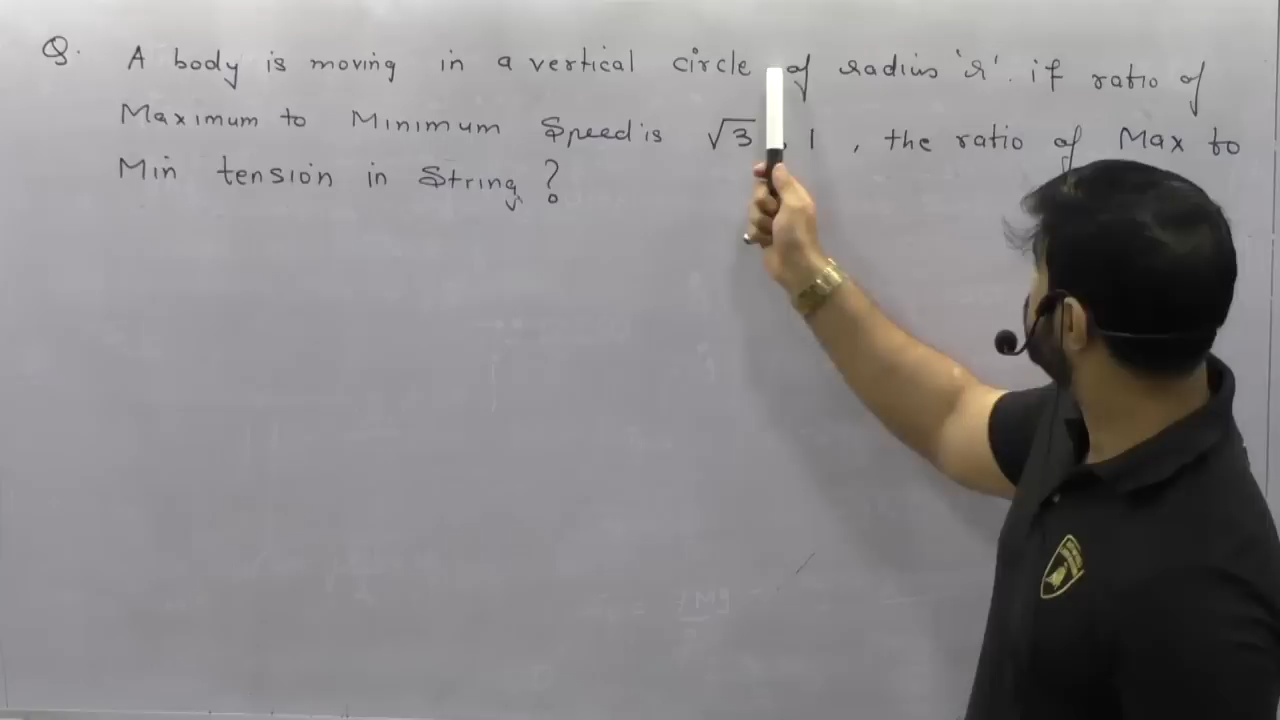 Q. A body is moving in a vertical circle of radius 'r'. if ratio of
Maximum to Minimum Speed is √3 : 1 , the ratio of Max to
Min tension in String ?
7Mg